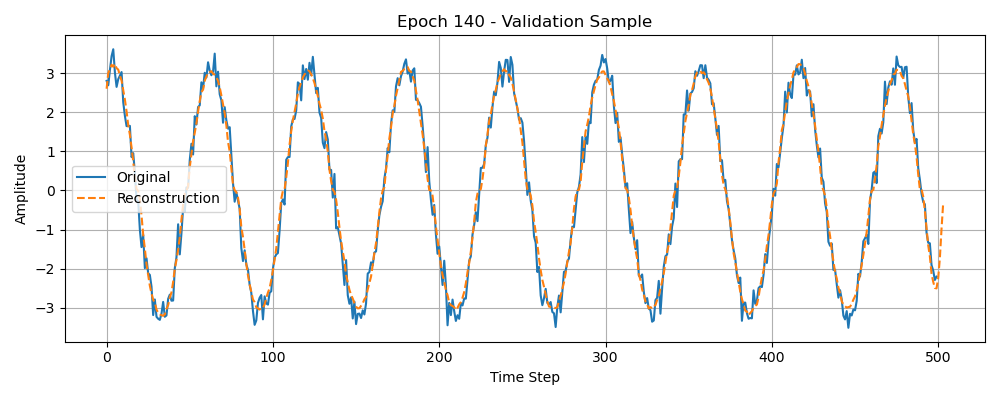 Epoch 140 - Validation Sample
Amplitude
3
2
1
0
−1
−2
−3
Original
Reconstruction
0
100
200
300
400
500
Time Step